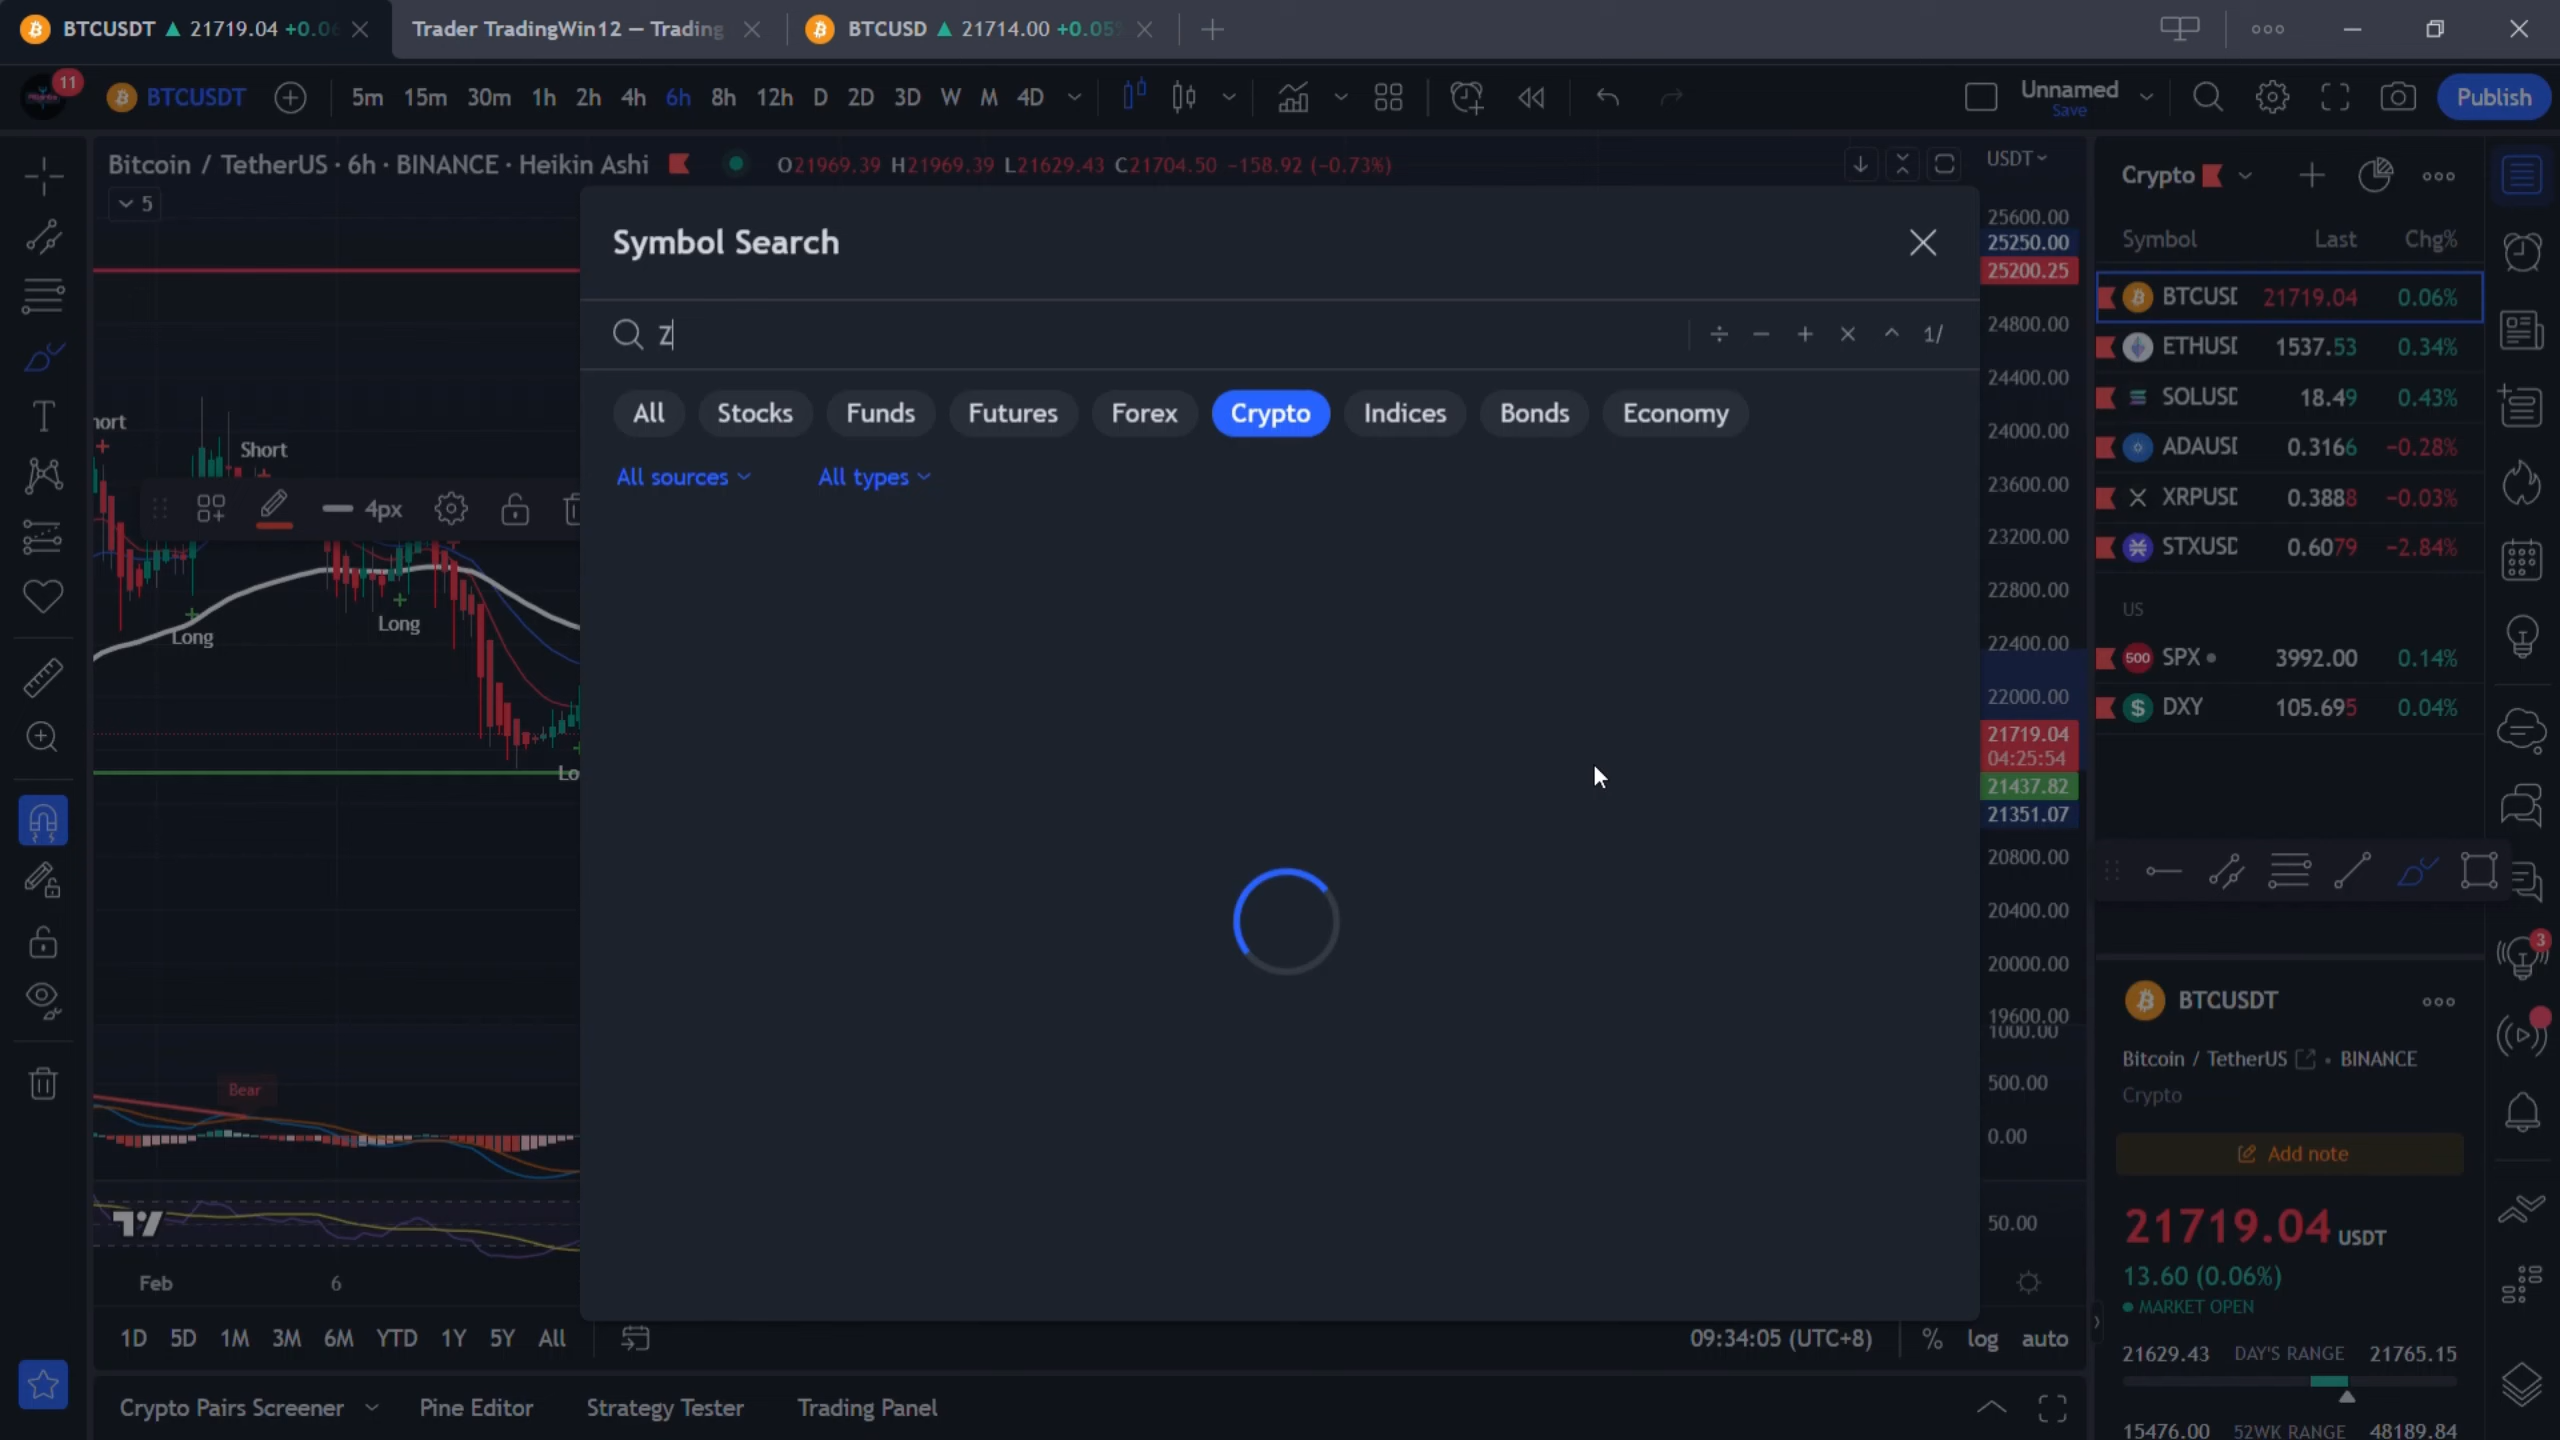 BTCUSDT ▲ 21719.04 +0.06
Trader TradingWin12 — Trading
BTCUSD ▲ 21714.00 +0.05
11
BTCUSDT
5m 15m 30m 1h 2h 4h 6h 8h 12h D 2D 3D W M 4D
Unnamed
Save
Publish
Bitcoin / TetherUS · 6h · BINANCE · Heikin Ashi
O21969.39 H21969.39 L21629.43 C21704.50 −158.92 (−0.73%)
5
USDT
Symbol Search
Z
÷ − + × ^ 1/
All Stocks Funds Futures Forex Crypto Indices Bonds Economy
All sources All types
Short
4px
Long
Long
Bear
Feb 6
25600.00
25250.00
25200.25
24800.00
24400.00
24000.00
23600.00
23200.00
22800.00
22400.00
22000.00
21719.04
04:25:54
21437.82
21351.07
20800.00
20400.00
20000.00
19600.00
1000.00
500.00
0.00
50.00
Crypto
Symbol Last Chg%
BTCUSD 21719.04 0.06%
ETHUSD 1537.53 0.34%
SOLUSD 18.49 0.43%
ADAUSD 0.3166 −0.28%
XRPUSD 0.3888 −0.03%
STXUSD 0.6079 −2.84%
US
500 SPX 3992.00 0.14%
$ DXY 105.695 0.04%
3
BTCUSDT
Bitcoin / TetherUS • BINANCE
Crypto
Add note
21719.04 USDT
13.60 (0.06%)
MARKET OPEN
21629.43 DAY'S RANGE 21765.15
15476.00 52WK RANGE 48189.84
1D 5D 1M 3M 6M YTD 1Y 5Y All
09:34:05 (UTC+8) % log auto
Crypto Pairs Screener Pine Editor Strategy Tester Trading Panel